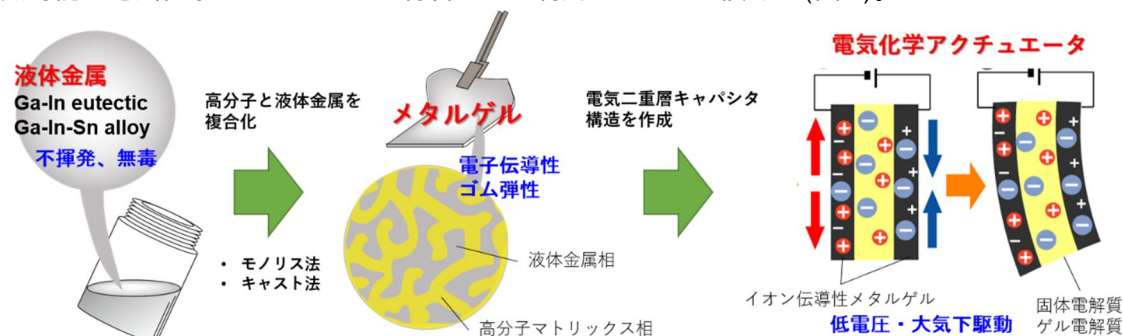 液体金属
Ga-In eutectic
Ga-In-Sn alloy
不揮発、無毒
高分子と液体金属を
複合化
• モノリス法
• キャスト法
メタルゲル
電子伝導性
ゴム弾性
液体金属相
高分子マトリックス相
電気二重層キャパシタ
構造を作成
電気化学アクチュエータ
イオン伝導性メタルゲル
低電圧・大気下駆動
固体電解質
ゲル電解質